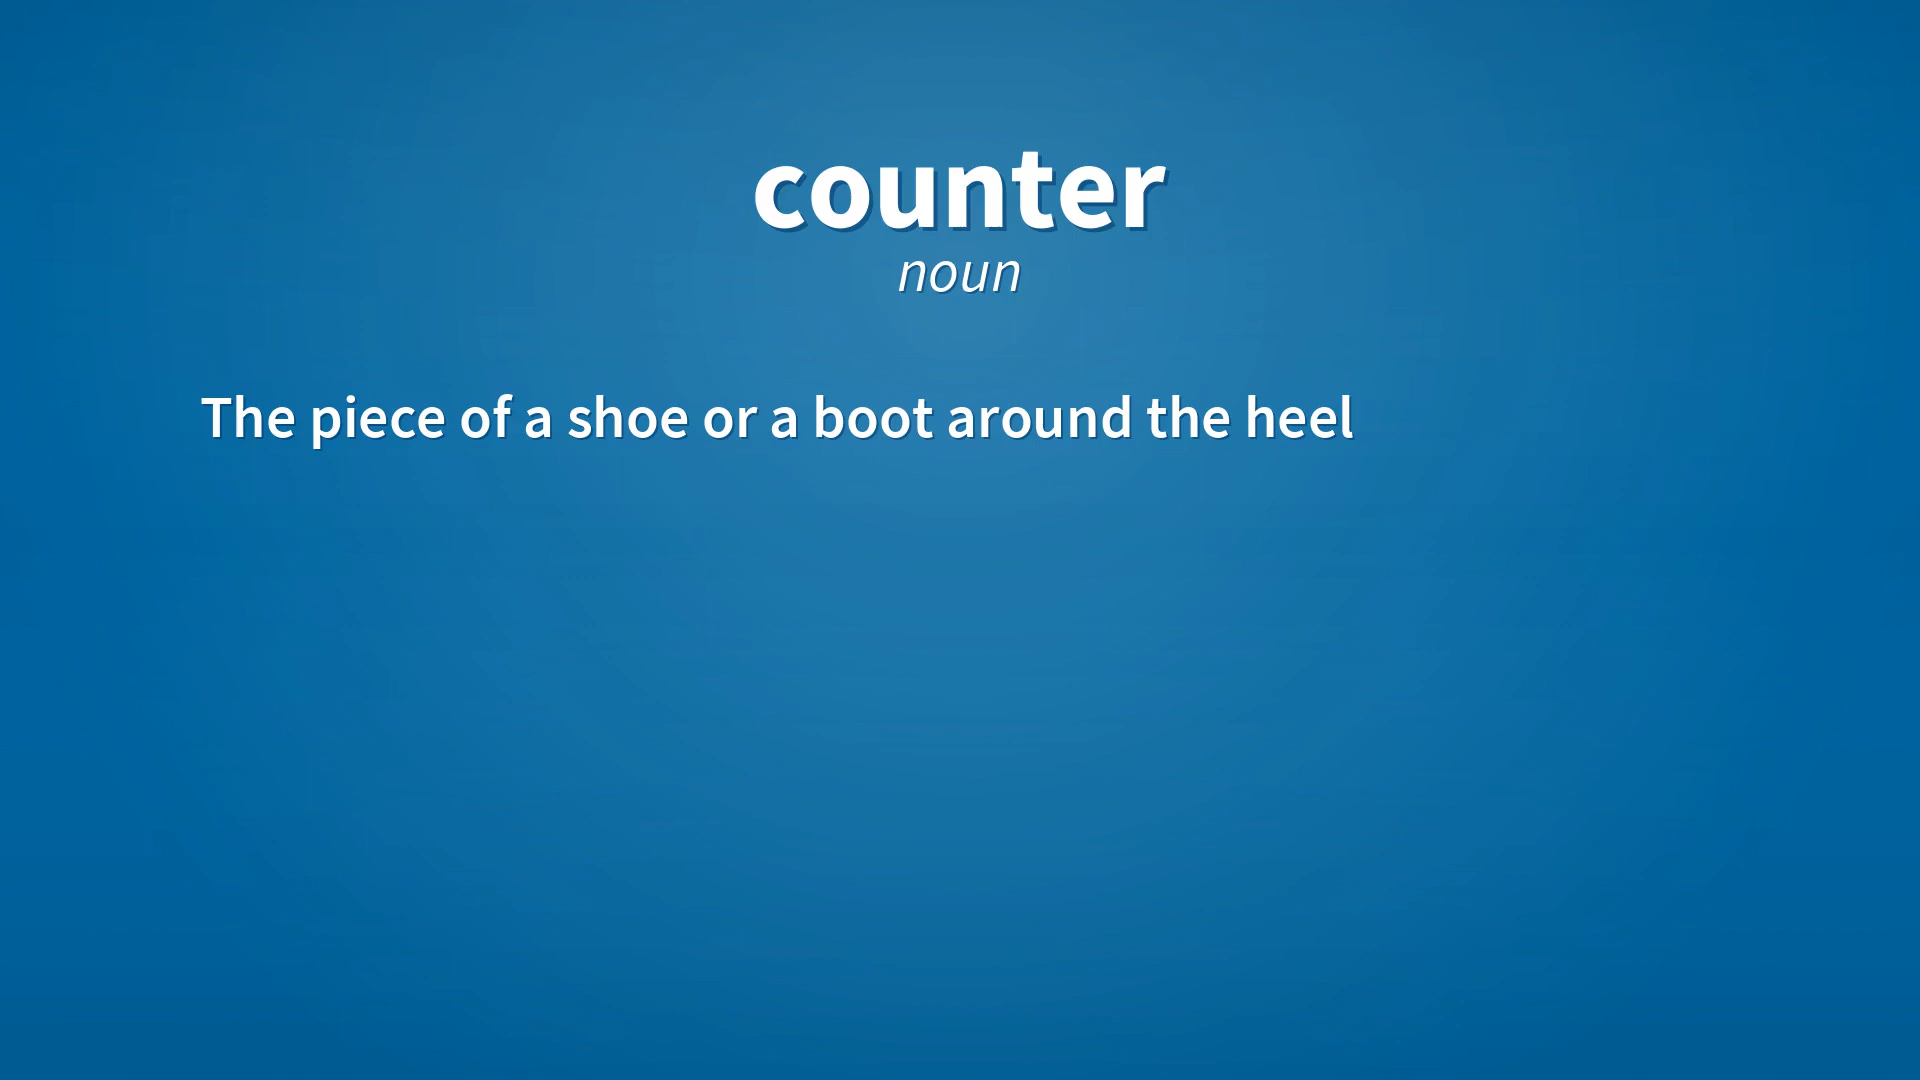 counter
noun
The piece of a shoe or a boot around the heel